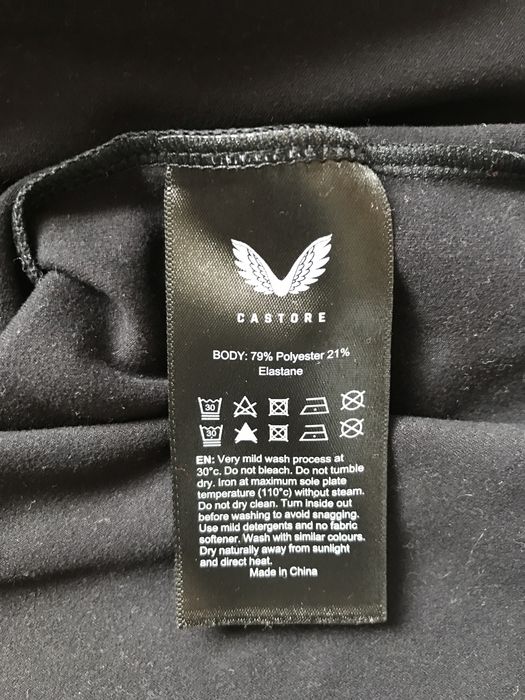 CASTORE
BODY: 79% Polyester 21%
Elastane
30
30
EN: Very mild wash process at
30°c. Do not bleach. Do not tumble
dry. Iron at maximum sole plate
temperature (110°c) without steam.
Do not dry clean. Turn inside out
before washing to avoid snagging.
Use mild detergents and no fabric
softener. Wash with similar colours.
Dry naturally away from sunlight
and direct heat.
Made in China